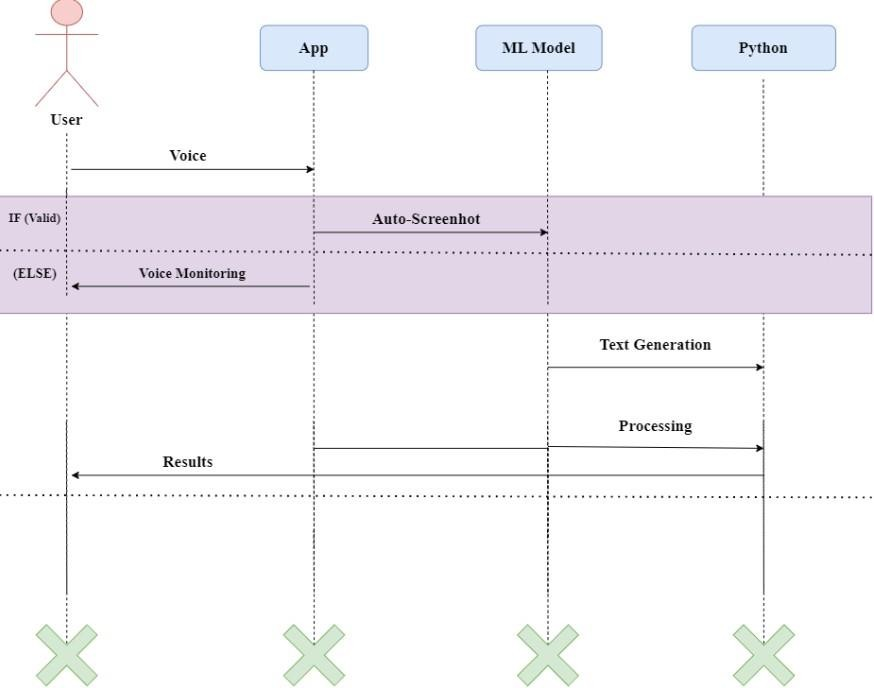 App
ML Model
Python
User
Voice
IF (Valid)
Auto-Screenhot
(ELSE)
Voice Monitoring
Text Generation
Processing
Results